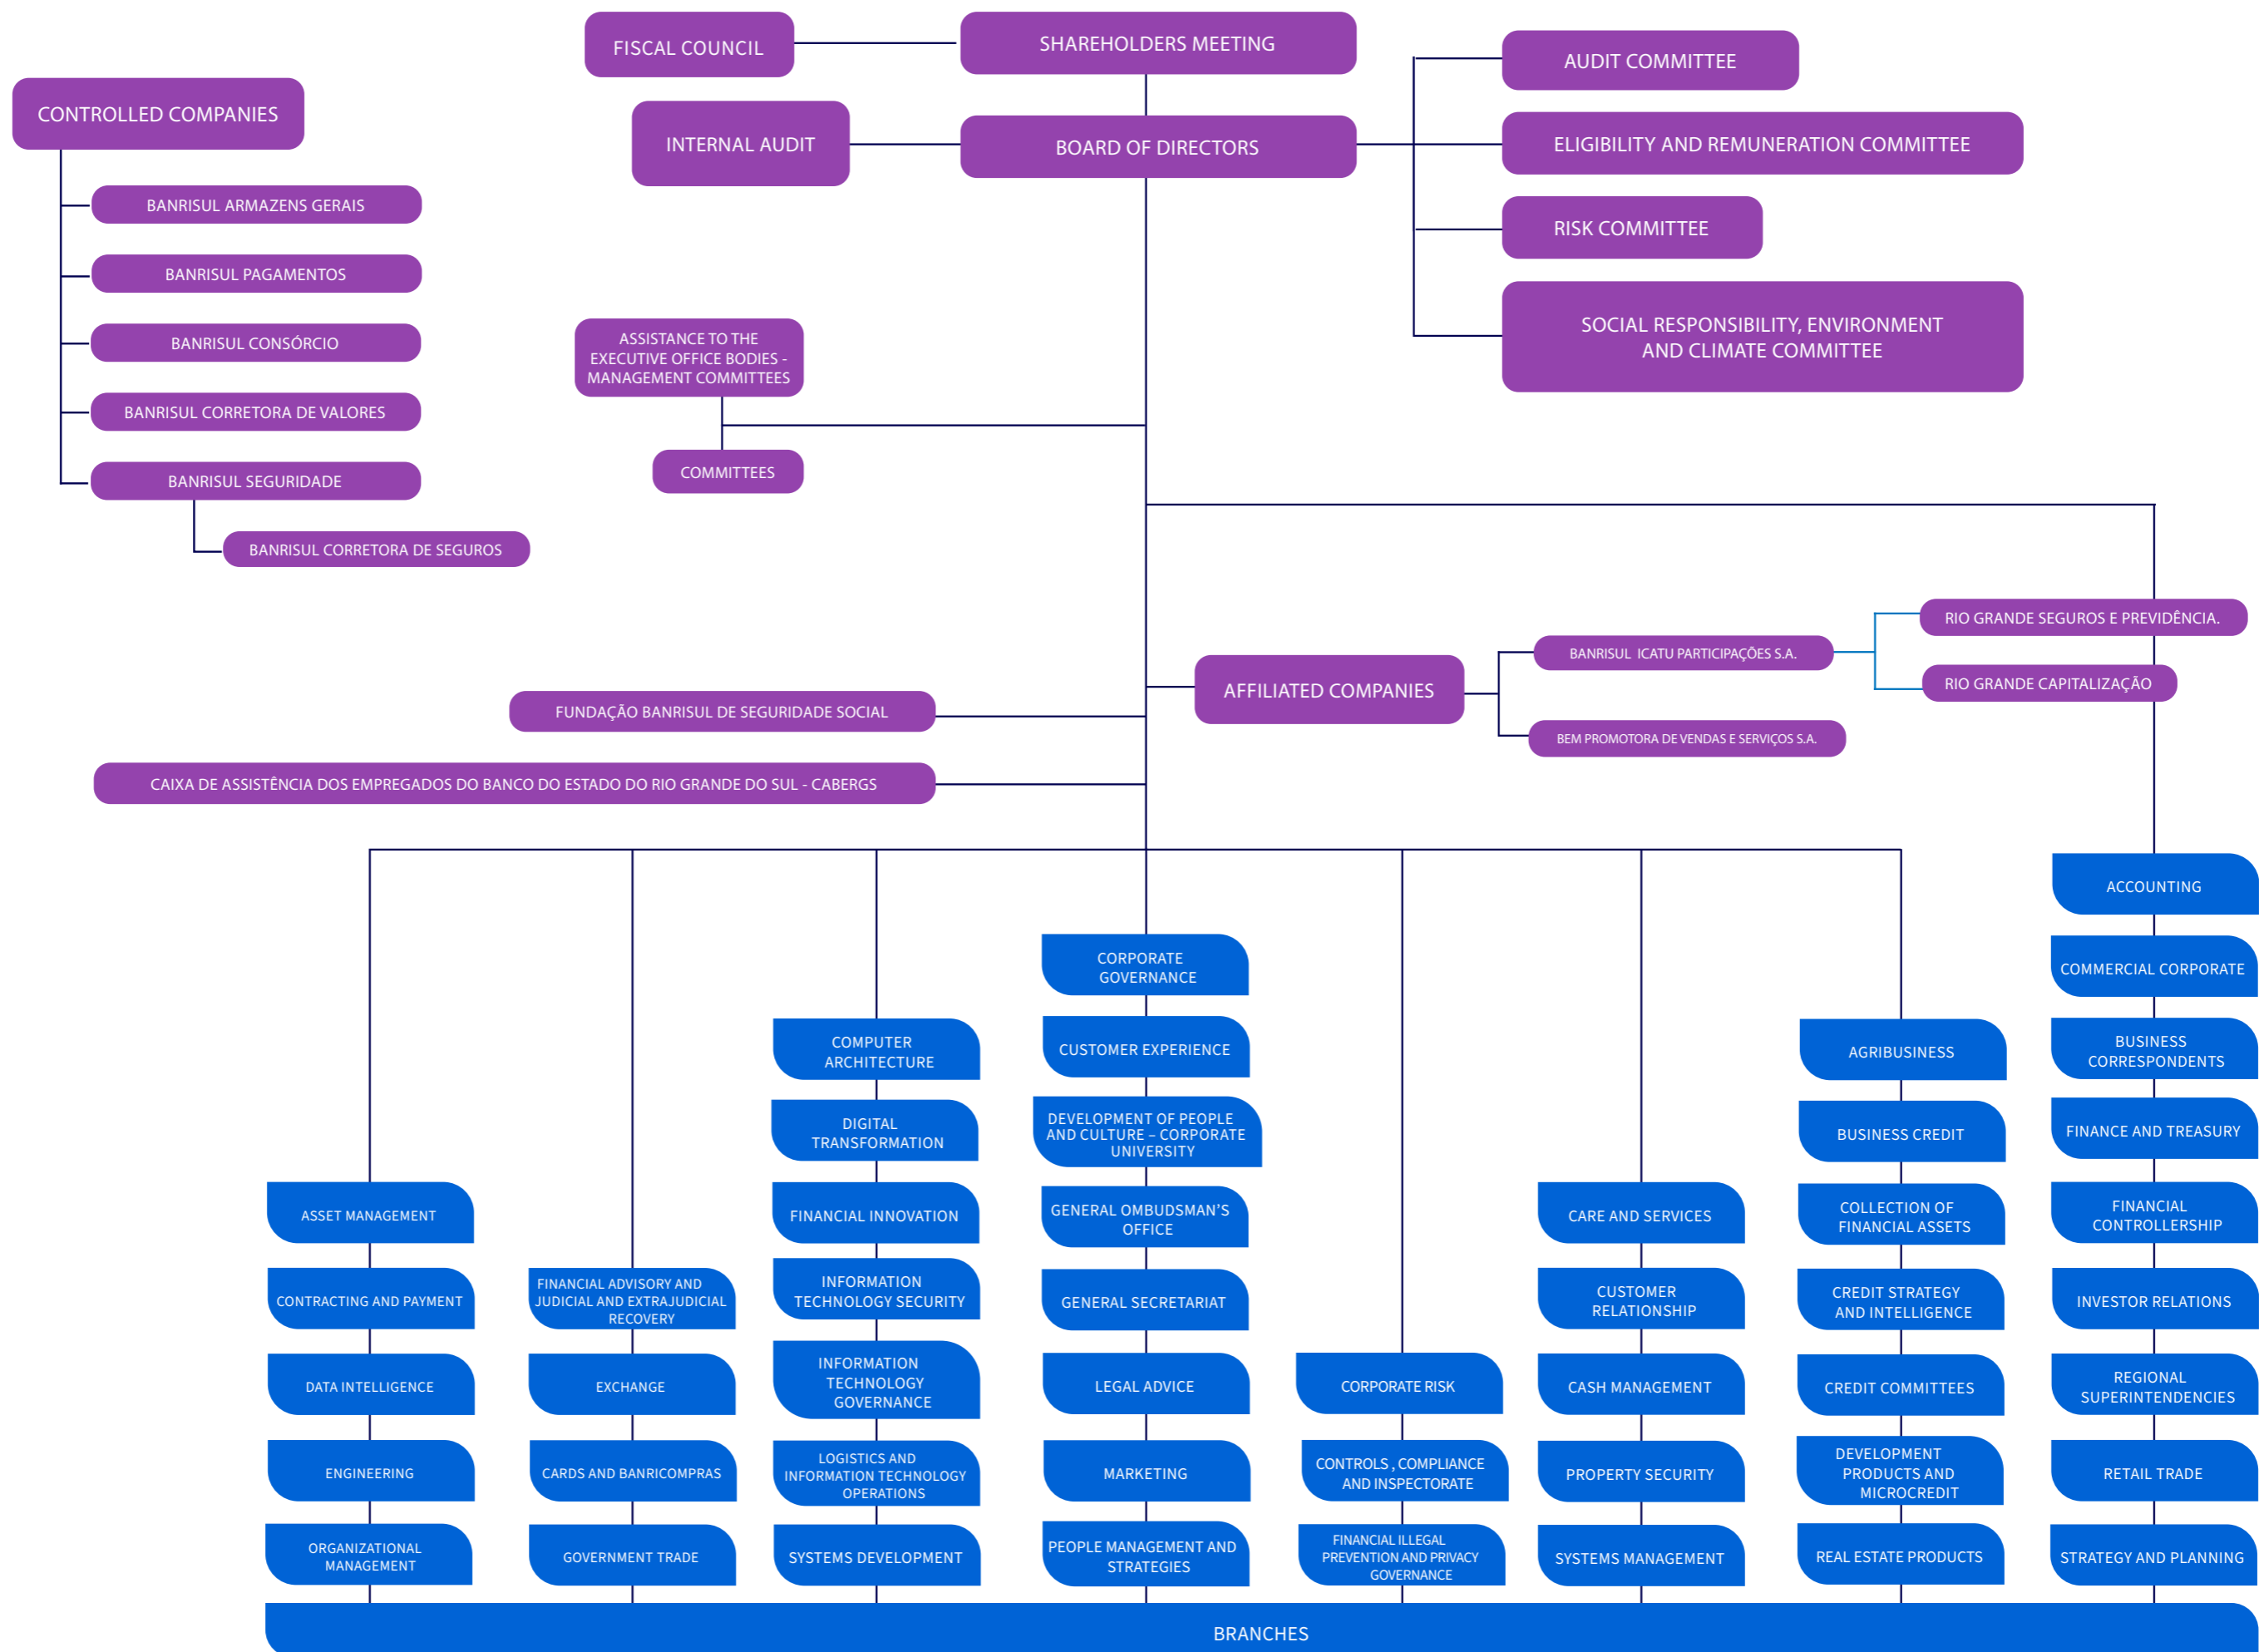 FISCAL COUNCIL
SHAREHOLDERS MEETING
AUDIT COMMITTEE
CONTROLLED COMPANIES
INTERNAL AUDIT
BOARD OF DIRECTORS
ELIGIBILITY AND REMUNERATION COMMITTEE
RISK COMMITTEE
SOCIAL RESPONSIBILITY, ENVIRONMENT
AND CLIMATE COMMITTEE
BANRISUL ARMAZENS GERAIS
BANRISUL PAGAMENTOS
BANRISUL CONSÓRCIO
BANRISUL CORRETORA DE VALORES
BANRISUL SEGURIDADE
BANRISUL CORRETORA DE SEGUROS
ASSISTANCE TO THE
EXECUTIVE OFFICE BODIES -
MANAGEMENT COMMITTEES
COMMITTEES
AFFILIATED COMPANIES
BANRISUL ICATU PARTICIPAÇÕES S.A.
RIO GRANDE SEGUROS E PREVIDÊNCIA.
RIO GRANDE CAPITALIZAÇÃO
BEM PROMOTORA DE VENDAS E SERVIÇOS S.A.
FUNDAÇÃO BANRISUL DE SEGURIDADE SOCIAL
CAIXA DE ASSISTÊNCIA DOS EMPREGADOS DO BANCO DO ESTADO DO RIO GRANDE DO SUL - CABERGS
ASSET MANAGEMENT
CONTRACTING AND PAYMENT
DATA INTELLIGENCE
ENGINEERING
ORGANIZATIONAL
MANAGEMENT
FINANCIAL ADVISORY AND
JUDICIAL AND EXTRAJUDICIAL
RECOVERY
EXCHANGE
CARDS AND BANRICOMPRAS
GOVERNMENT TRADE
COMPUTER
ARCHITECTURE
DIGITAL
TRANSFORMATION
FINANCIAL INNOVATION
INFORMATION
TECHNOLOGY SECURITY
INFORMATION
TECHNOLOGY
GOVERNANCE
LOGISTICS AND
INFORMATION TECHNOLOGY
OPERATIONS
SYSTEMS DEVELOPMENT
CORPORATE
GOVERNANCE
CUSTOMER EXPERIENCE
DEVELOPMENT OF PEOPLE
AND CULTURE – CORPORATE
UNIVERSITY
GENERAL OMBUDSMAN’S
OFFICE
GENERAL SECRETARIAT
LEGAL ADVICE
MARKETING
PEOPLE MANAGEMENT AND
STRATEGIES
CORPORATE RISK
CONTROLS , COMPLIANCE
AND INSPECTORATE
FINANCIAL ILLEGAL
PREVENTION AND PRIVACY
GOVERNANCE
CARE AND SERVICES
CUSTOMER
RELATIONSHIP
CASH MANAGEMENT
PROPERTY SECURITY
SYSTEMS MANAGEMENT
AGRIBUSINESS
BUSINESS CREDIT
COLLECTION OF
FINANCIAL ASSETS
CREDIT STRATEGY
AND INTELLIGENCE
CREDIT COMMITTEES
DEVELOPMENT
PRODUCTS AND
MICROCREDIT
REAL ESTATE PRODUCTS
ACCOUNTING
COMMERCIAL CORPORATE
BUSINESS
CORRESPONDENTS
FINANCE AND TREASURY
FINANCIAL
CONTROLLERSHIP
INVESTOR RELATIONS
REGIONAL
SUPERINTENDENCIES
RETAIL TRADE
STRATEGY AND PLANNING
BRANCHES